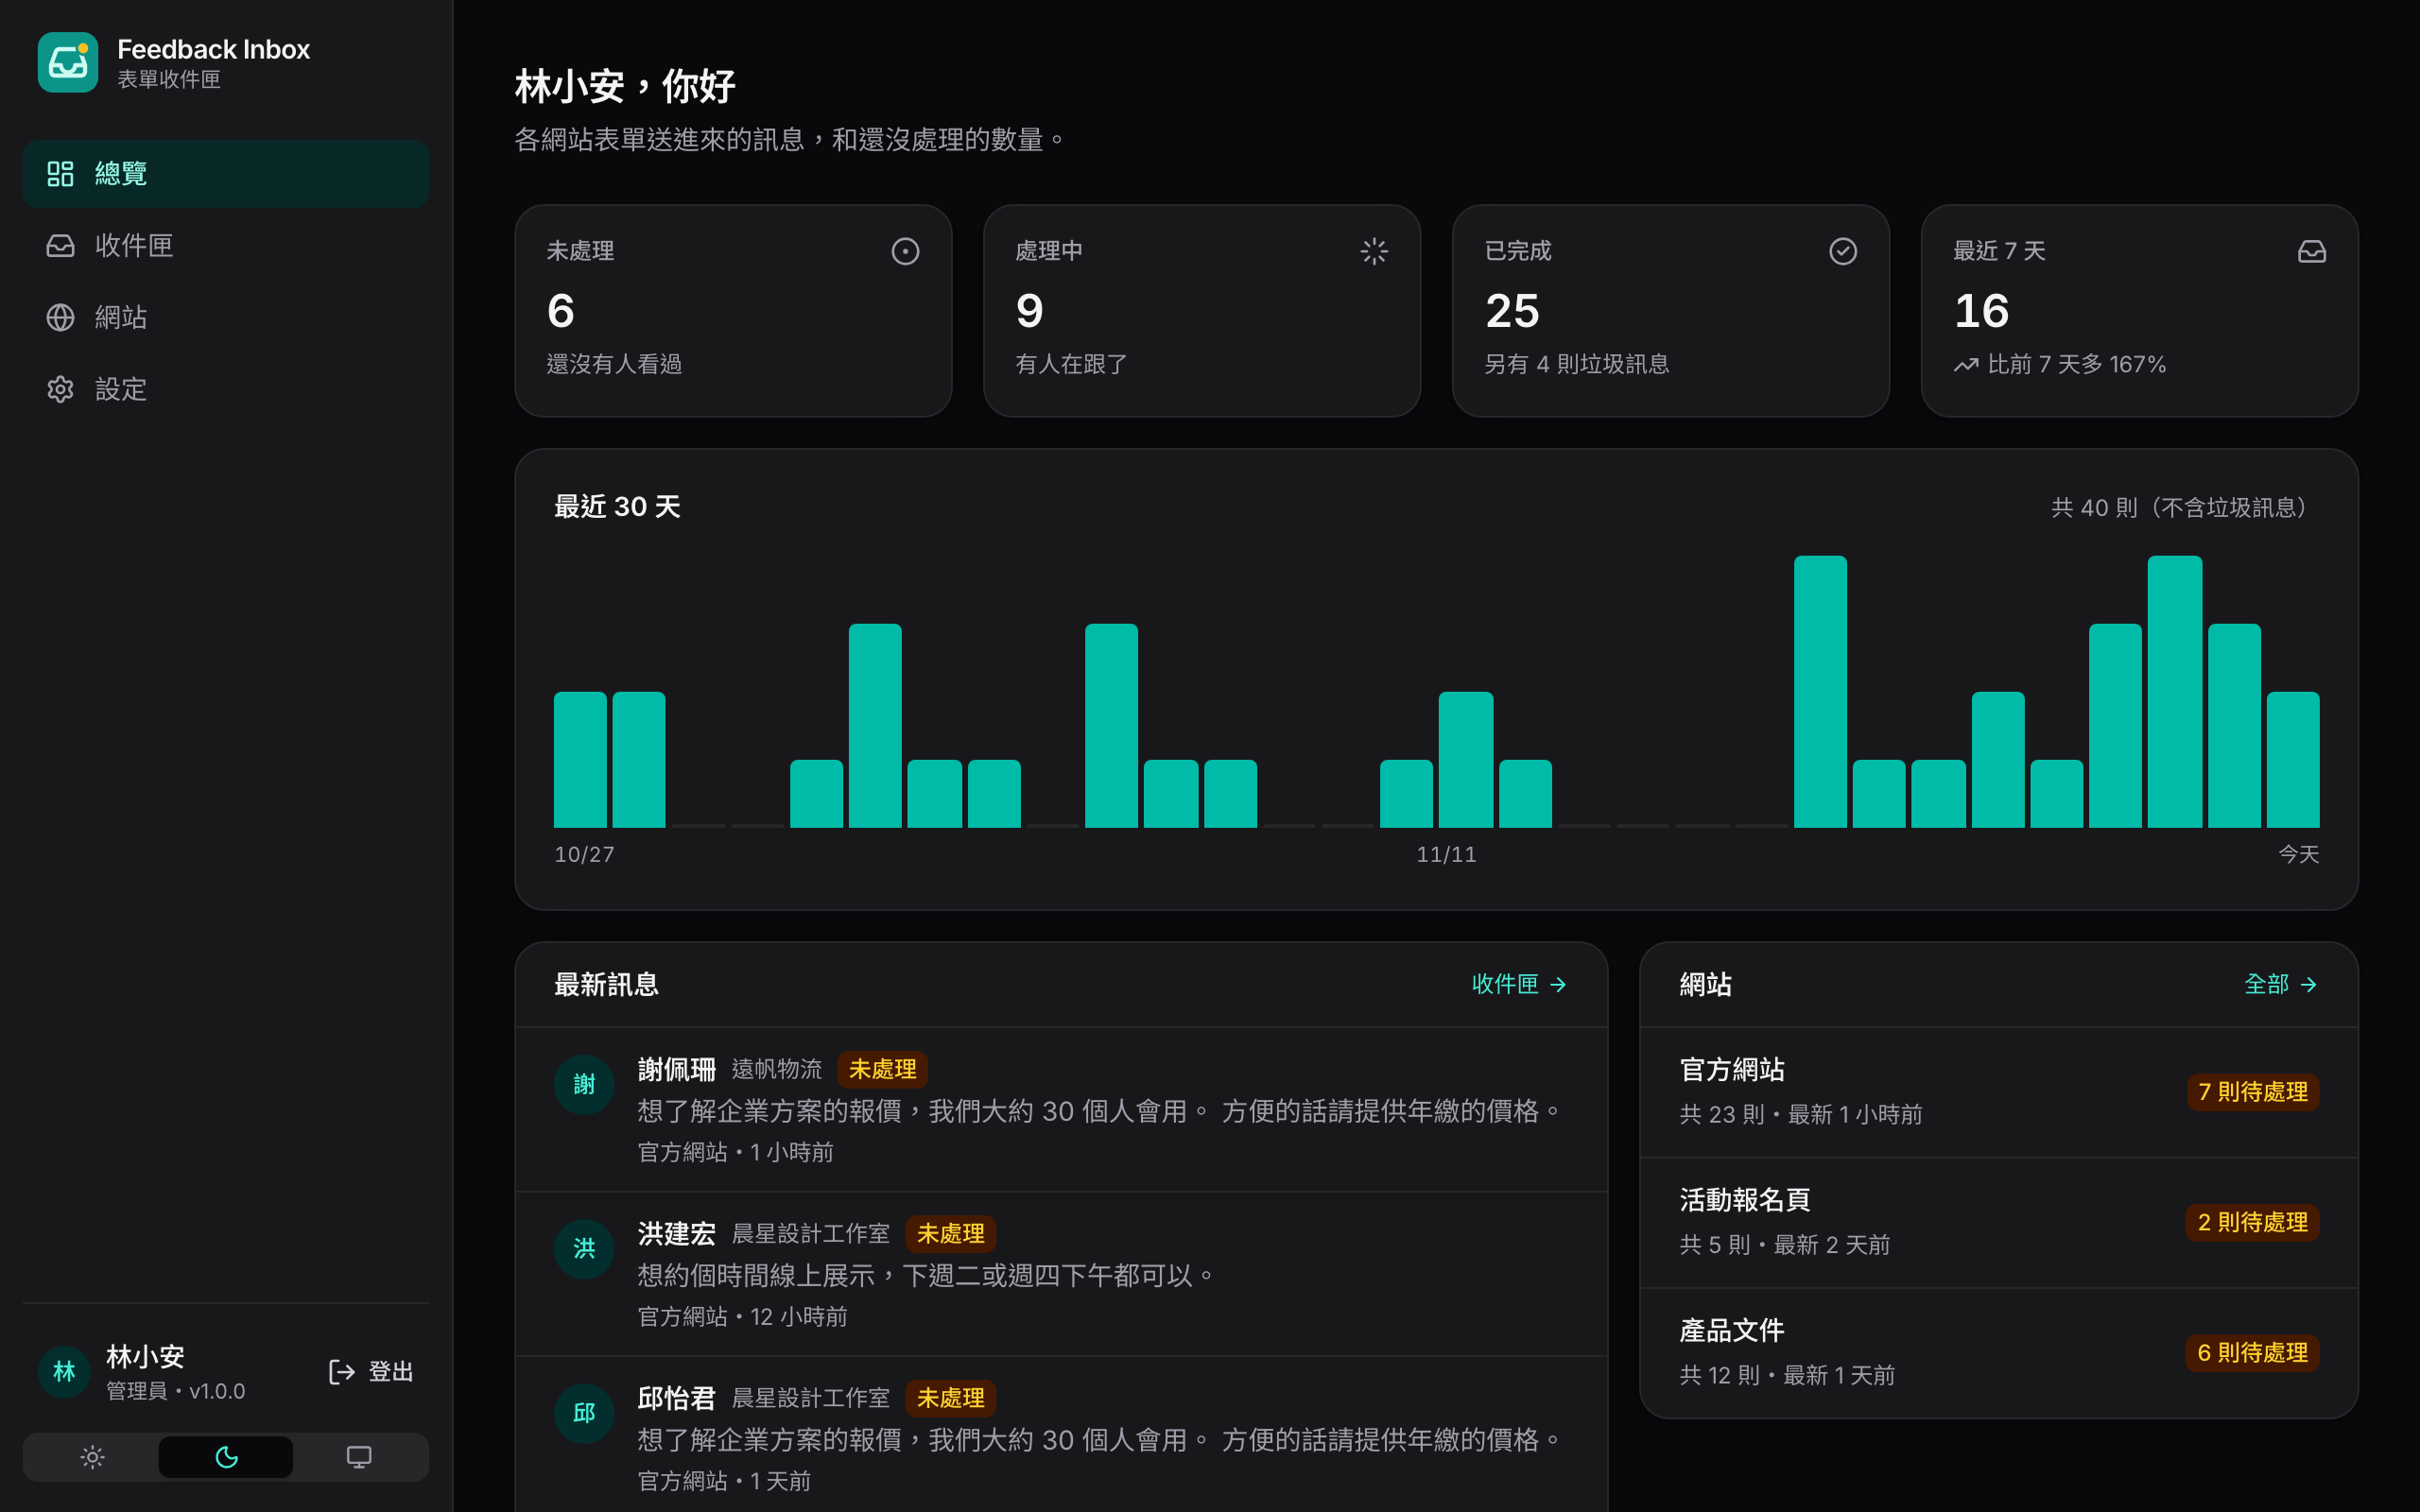 Feedback Inbox
表單收件匣
總覽
收件匣
網站
設定
林
林小安
管理員・v1.0.0
登出
林小安，你好
各網站表單送進來的訊息，和還沒處理的數量。
未處理
6
還沒有人看過
處理中
9
有人在跟了
已完成
25
另有 4 則垃圾訊息
最近 7 天
16
比前 7 天多 167%
最近 30 天
共 40 則（不含垃圾訊息）
10/27
11/11
今天
最新訊息
收件匣
謝
謝佩珊 遠帆物流 未處理
想了解企業方案的報價，我們大約 30 個人會用。 方便的話請提供年繳的價格。
官方網站・1 小時前
洪
洪建宏 晨星設計工作室 未處理
想約個時間線上展示，下週二或週四下午都可以。
官方網站・12 小時前
邱
邱怡君 晨星設計工作室 未處理
想了解企業方案的報價，我們大約 30 個人會用。 方便的話請提供年繳的價格。
官方網站・1 天前
網站
全部
官方網站
共 23 則・最新 1 小時前
7 則待處理
活動報名頁
共 5 則・最新 2 天前
2 則待處理
產品文件
共 12 則・最新 1 天前
6 則待處理